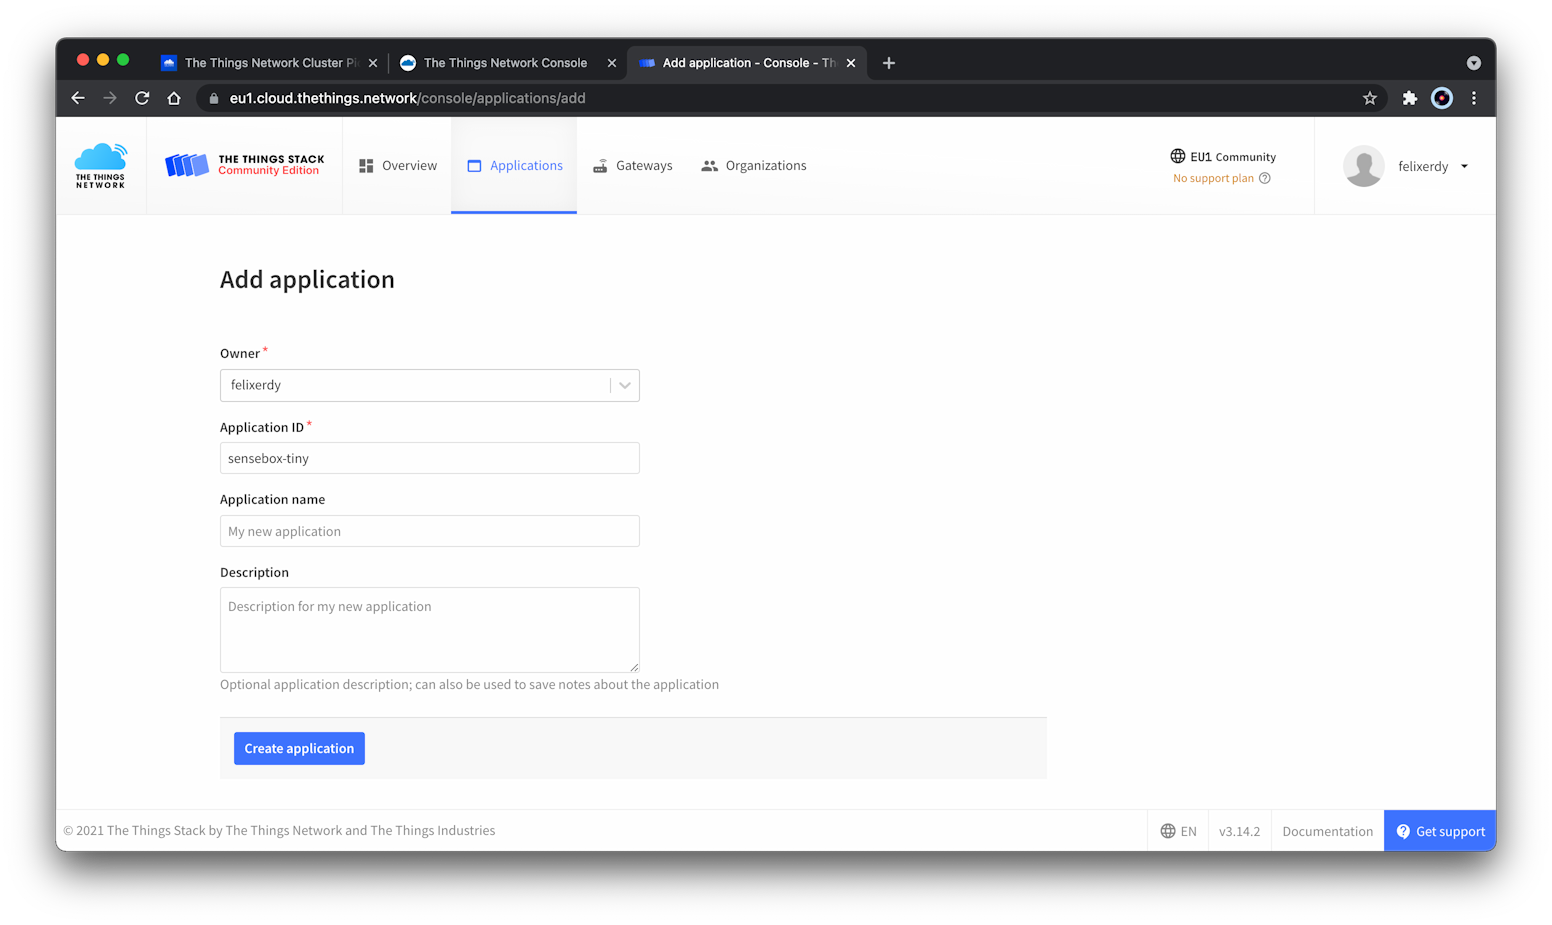 The Things Network Cluster Pi
The Things Network Console
Add application - Console - Th
eu1.cloud.thethings.network/console/applications/add
THE THINGS
NETWORK
THE THINGS STACK
Community Edition
Overview
Applications
Gateways
Organizations
EU1 Community
No support plan
felixerdy
Add application
Owner*
felixerdy
Application ID*
sensebox-tiny
Application name
My new application
Description
Description for my new application
Optional application description; can also be used to save notes about the application
Create application
© 2021 The Things Stack by The Things Network and The Things Industries
EN
v3.14.2
Documentation
Get support